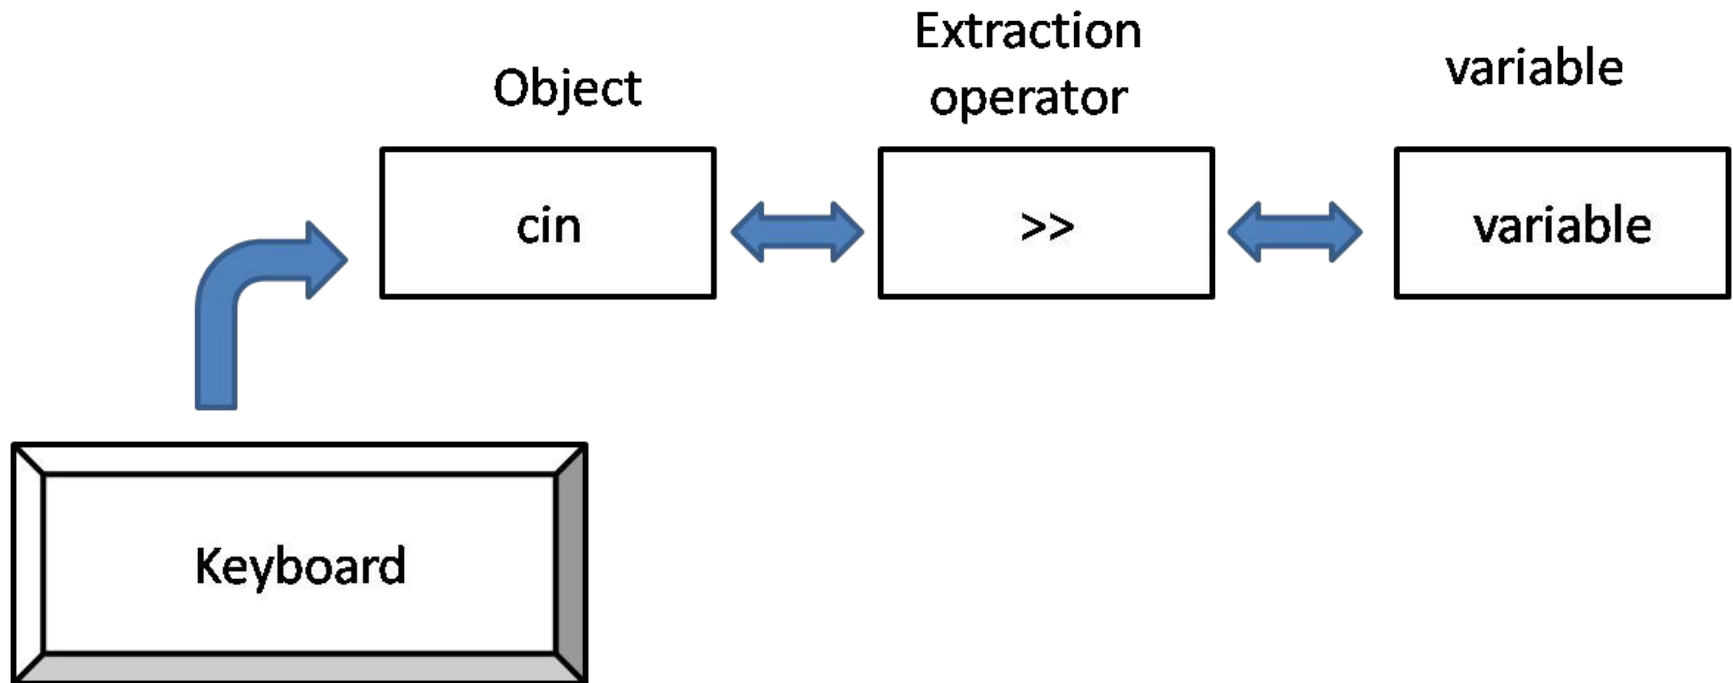 Object
Extraction
operator
variable
cin
>>
variable
Keyboard